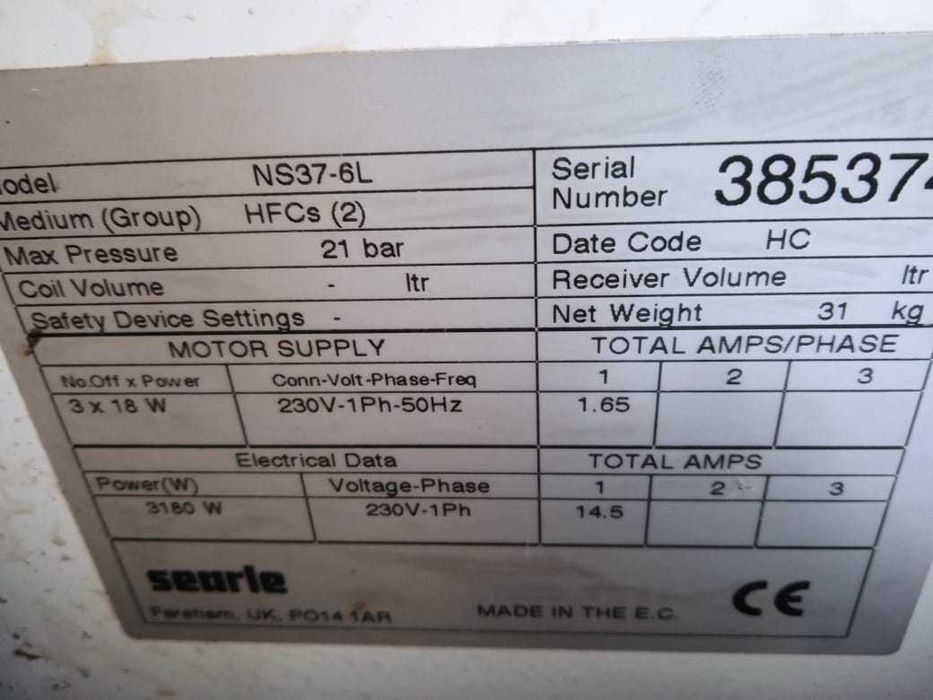 odel NS37-6L
Medium (Group) HFCs (2)
Max Pressure 21 bar
Coil Volume - ltr
Safety Device Settings -
Serial Number 385374
Date Code HC
Receiver Volume ltr
Net Weight 31 kg
MOTOR SUPPLY TOTAL AMPS/PHASE
No.Off x Power Conn-Volt-Phase-Freq 1 2 3
3 x 18 W 230V-1Ph-50Hz 1.65
Electrical Data TOTAL AMPS
Power(W) Voltage-Phase 1 2 3
3180 W 230V-1Ph 14.5
searle
Fareham, UK, PO14 1AR
MADE IN THE E.C. CE